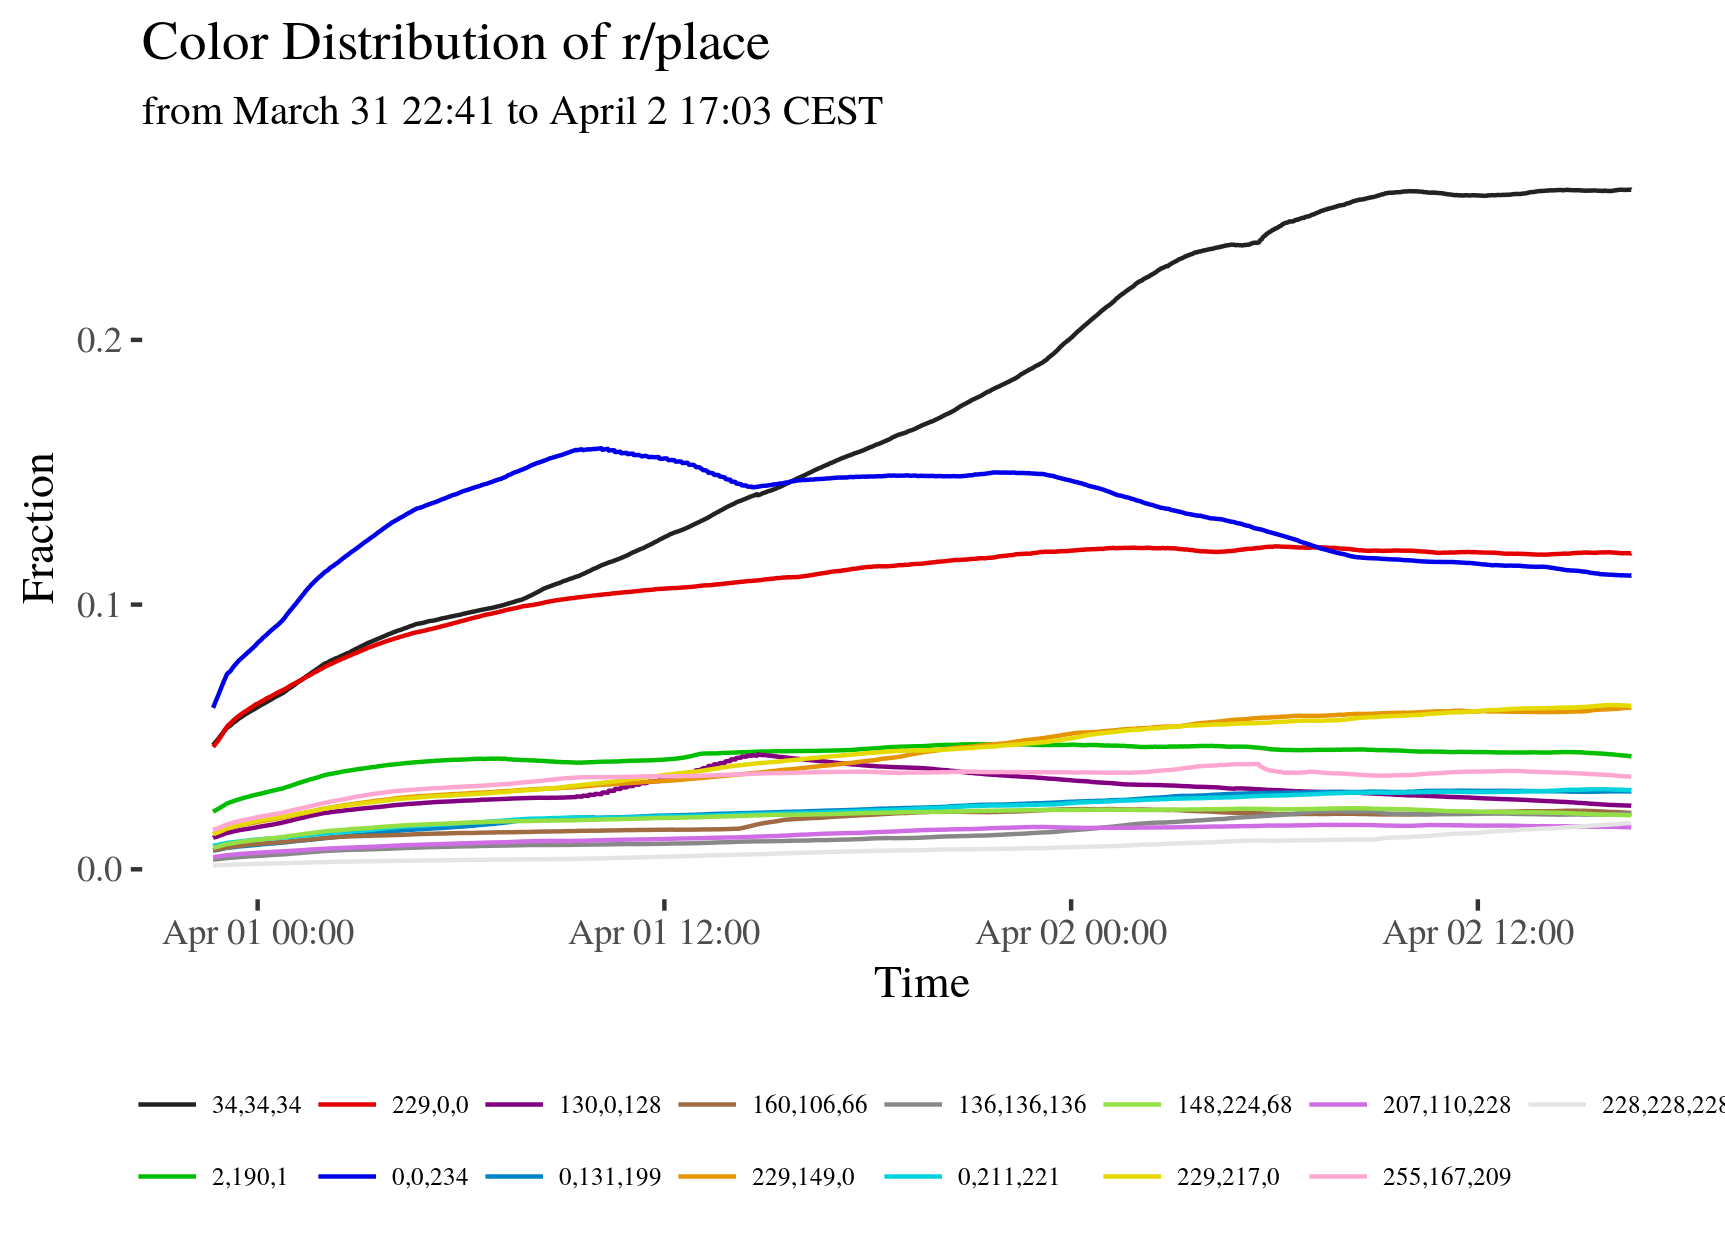 Color Distribution of r/place
from March 31 22:41 to April 2 17:03 CEST
Fraction
0.2
0.1
0.0
Apr 01 00:00 Apr 01 12:00 Apr 02 00:00 Apr 02 12:00
Time
34,34,34 229,0,0 130,0,128 160,106,66 136,136,136 148,224,68 207,110,228 228,228,228
2,190,1 0,0,234 0,131,199 229,149,0 0,211,221 229,217,0 255,167,209